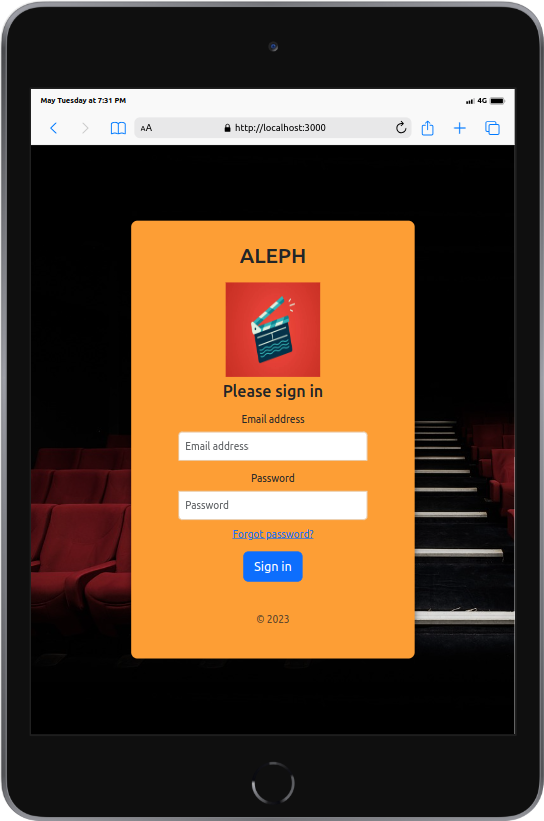 May Tuesday at 7:31 PM
4G
AA
http://localhost:3000
ALEPH
Please sign in
Email address
Email address
Password
Password
Forgot password?
Sign in
© 2023